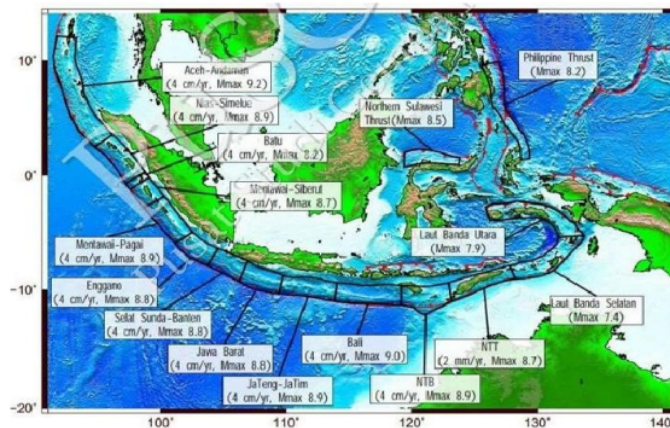 10°
0°
-10°
-20°
100°
110°
120°
130°
140
Aceh-Andaman
(4 cm/yr, Mmax 9.2)
Nias-Simelue
(4 cm/yr, Mmax 8.9)
Batu
(4 cm/yr, Mmax 8.2)
Mentawai-Siberut
(4 cm/yr, Mmax 8.7)
Mentawai-Pagai
(4 cm/yr, Mmax 8.9)
Enggano
(4 cm/yr, Mmax 8.8)
Selat Sunda-Banten
(4 cm/yr, Mmax 8.8)
Jawa Barat
(4 cm/yr, Mmax 8.8)
JaTeng-JaTim
(4 cm/yr, Mmax 8.9)
Bali
(4 cm/yr, Mmax 9.0)
NTB
(4 cm/yr, Mmax 8.9)
NTT
(2 mm/yr, Mmax 8.7)
Laut Banda Selatan
(Mmax 7.4)
Laut Banda Utara
(Mmax 7.9)
Northern Sulawesi
Thrust(Mmax 8.5)
Philippine Thrust
(Mmax 8.2)